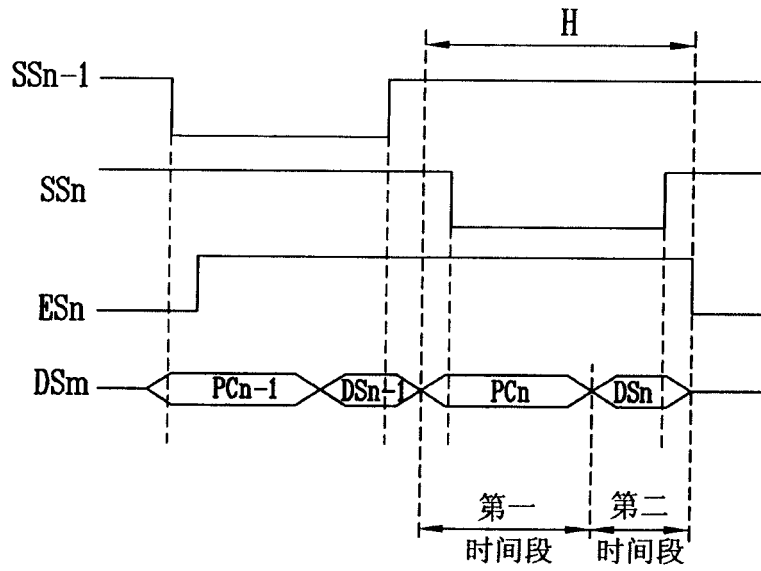 H
SSn-1
SSn
ESn
DSm
PCn-1
DSn-1
PCn
DSn
第一
时间段
第二
时间段